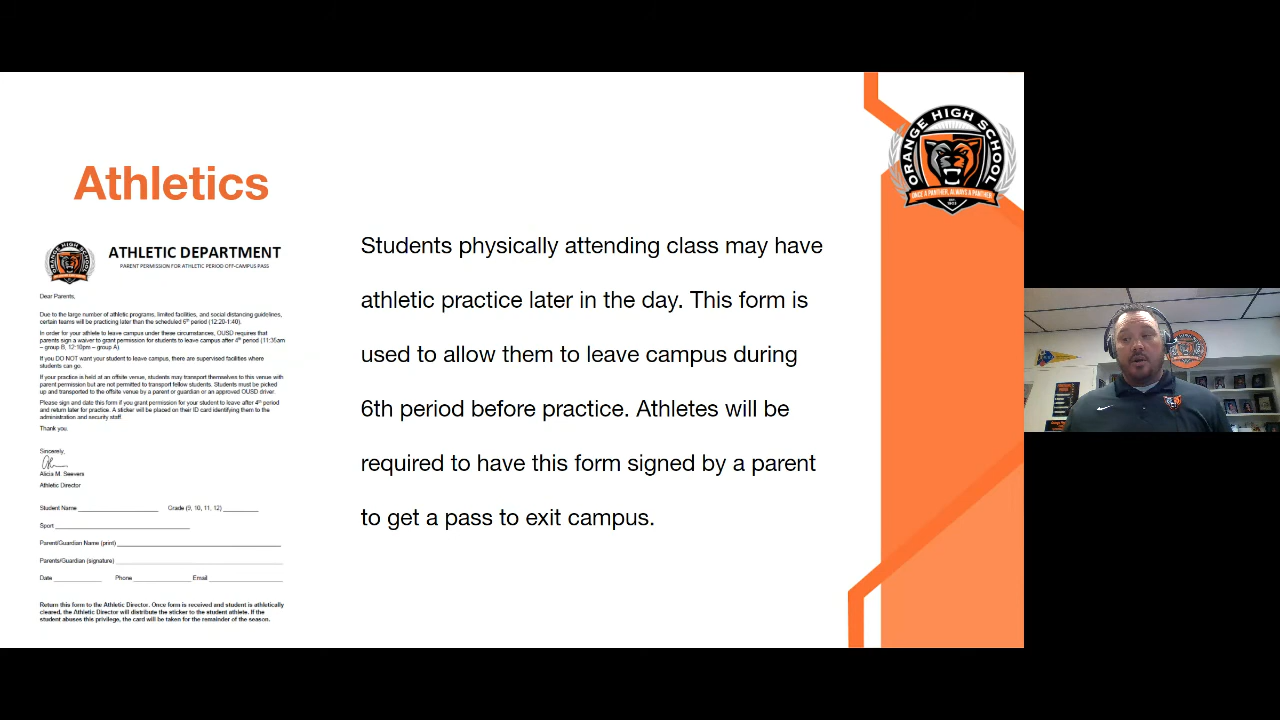 Athletics
ORANGE HIGH SCHOOL
ONCE A PANTHER, ALWAYS A PANTHER
ORANGE HIGH SCHOOL
ATHLETIC DEPARTMENT
PARENT PERMISSION FOR ATHLETIC PERIOD OFF-CAMPUS PASS
Dear Parents,
Due to the large number of athletic programs, limited facilities, and social distancing guidelines,
certain teams will be practicing later than the scheduled 6th period (12:20-1:40).
In order for your athlete to leave campus under these circumstances, OUSD requires that
parents sign a waiver to grant permission for students to leave campus after 4th period (11:35am
– group B, 12:10pm – group A).
If you DO NOT want your student to leave campus, there are supervised facilities where
students can go.
If your practice is held at an offsite venue, students may transport themselves to this venue with
parent permission but are not permitted to transport fellow students. Students must be picked
up and transported to the offsite venue by a parent or guardian or an approved OUSD driver.
Please sign and date this form if you grant permission for your student to leave after 4th period
and return later for practice. A sticker will be placed on their ID card identifying them to the
administration and security staff.
Thank you,
Sincerely,
Alicia M. Seevers
Athletic Director
Student Name Grade (9, 10, 11, 12)
Sport
Parent/Guardian Name (print)
Parents/Guardian (signature)
Date Phone Email
Return this form to the Athletic Director. Once form is received and student is athletically
cleared, the Athletic Director will distribute the sticker to the student athlete. If the
student abuses this privilege, the card will be taken for the remainder of the season.
Students physically attending class may have
athletic practice later in the day. This form is
used to allow them to leave campus during
6th period before practice. Athletes will be
required to have this form signed by a parent
to get a pass to exit campus.